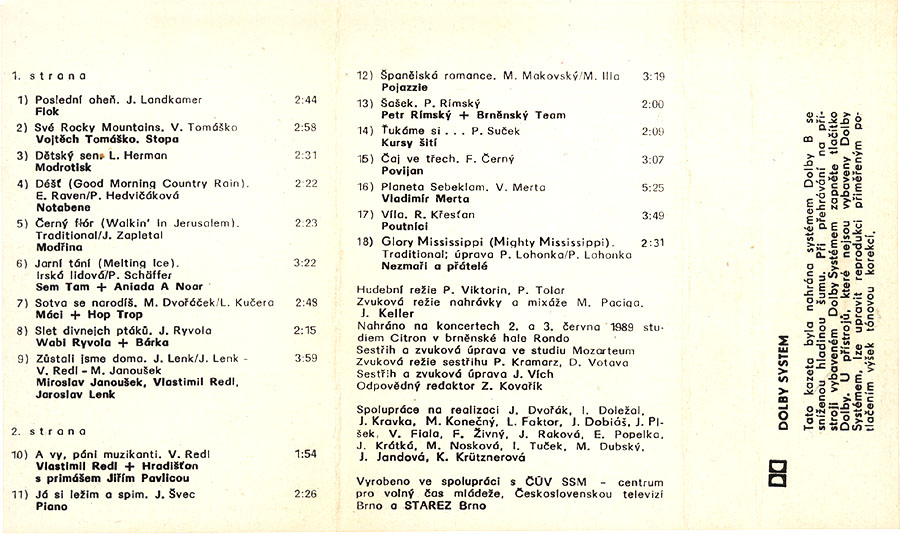 1. strana
1) Poslední oheň. J. Landkamer 2:44
Flok
2) Své Rocky Mountains. V. Tomáško 2:58
Vojtěch Tomáško. Stopa
3) Dětský sen. L. Herman 2:31
Modrotisk
4) Déšť (Good Morning Country Rain). 2:22
E. Raven/P. Hedvičáková
Notabene
5) Černý flór (Walkin' in Jerusalem). 2:23
Traditional/J. Zapletal
Modřina
6) Jarní tání (Melting Ice). 3:22
Irská lidová/P. Schäffer
Sem Tam + Aniada A Noar
7) Sotva se narodíš. M. Dvořáček/L. Kučera 2:48
Máci + Hop Trop
8) Slet divnejch ptáků. J. Ryvola 2:15
Wabi Ryvola + Bárka
9) Zůstali jsme doma. J. Lenk/J. Lenk - 3:59
V. Redl - M. Janoušek
Miroslav Janoušek, Vlastimil Redl,
Jaroslav Lenk
2. strana
10) A vy, páni muzikanti. V. Redl 1:54
Vlastimil Redl + Hradišťan
s primášem Jiřím Pavlicou
11) Já si ležim a spim. J. Švec 2:26
Piano
12) Španělská romance. M. Makovský/M. Illa 3:19
Pojazzie
13) Šašek. P. Rímský 2:00
Petr Rímský + Brněnský Team
14) Ťukáme si . . . P. Suček 2:09
Kursy šití
15) Čaj ve třech. F. Černý 3:07
Povijan
16) Planeta Sebeklam. V. Merta 5:25
Vladimír Merta
17) Víla. R. Křesťan 3:49
Poutníci
18) Glory Mississippi (Mighty Mississippi). 2:31
Traditional; úprava P. Lohonka/P. Lohonka
Nezmaři a přátelé
Hudební režie P. Viktorin, P. Tolar
Zvuková režie nahrávky a mixáže M. Paciga,
J. Keller
Nahráno na koncertech 2. a 3. června 1989 stu-
diem Citron v brněnské hale Rondo
Sestřih a zvuková úprava ve studiu Mozarteum
Zvuková režie sestřihu P. Kramarz, D. Votava
Sestřih a zvuková úprava J. Vích
Odpovědný redaktor Z. Kovařík
Spolupráce na realizaci J. Dvořák, I. Doležal,
J. Kravka, M. Konečný, L. Faktor, J. Dobiáš, J. Pl-
šek, V. Fiala, F. Živný, J. Raková, E. Popelka,
J. Krátká, M. Nosková, I. Tuček, M. Dubský,
J. Jandová, K. Krütznerová
Vyrobeno ve spolupráci s ČÚV SSM - centrum
pro volný čas mládeže, Československou televizí
Brno a STAREZ Brno
DOLBY SYSTEM
Tato kazeta byla nahrána systémem Dolby B se
sníženou hladinou šumu. Při přehrávání na pří-
stroji vybaveném Dolby Systémem zapněte tlačítko
Dolby. U přístrojů, které nejsou vybaveny Dolby
Systémem, lze upravit reprodukci přiměřeným po-
tlačením výšek tónovou korekcí.